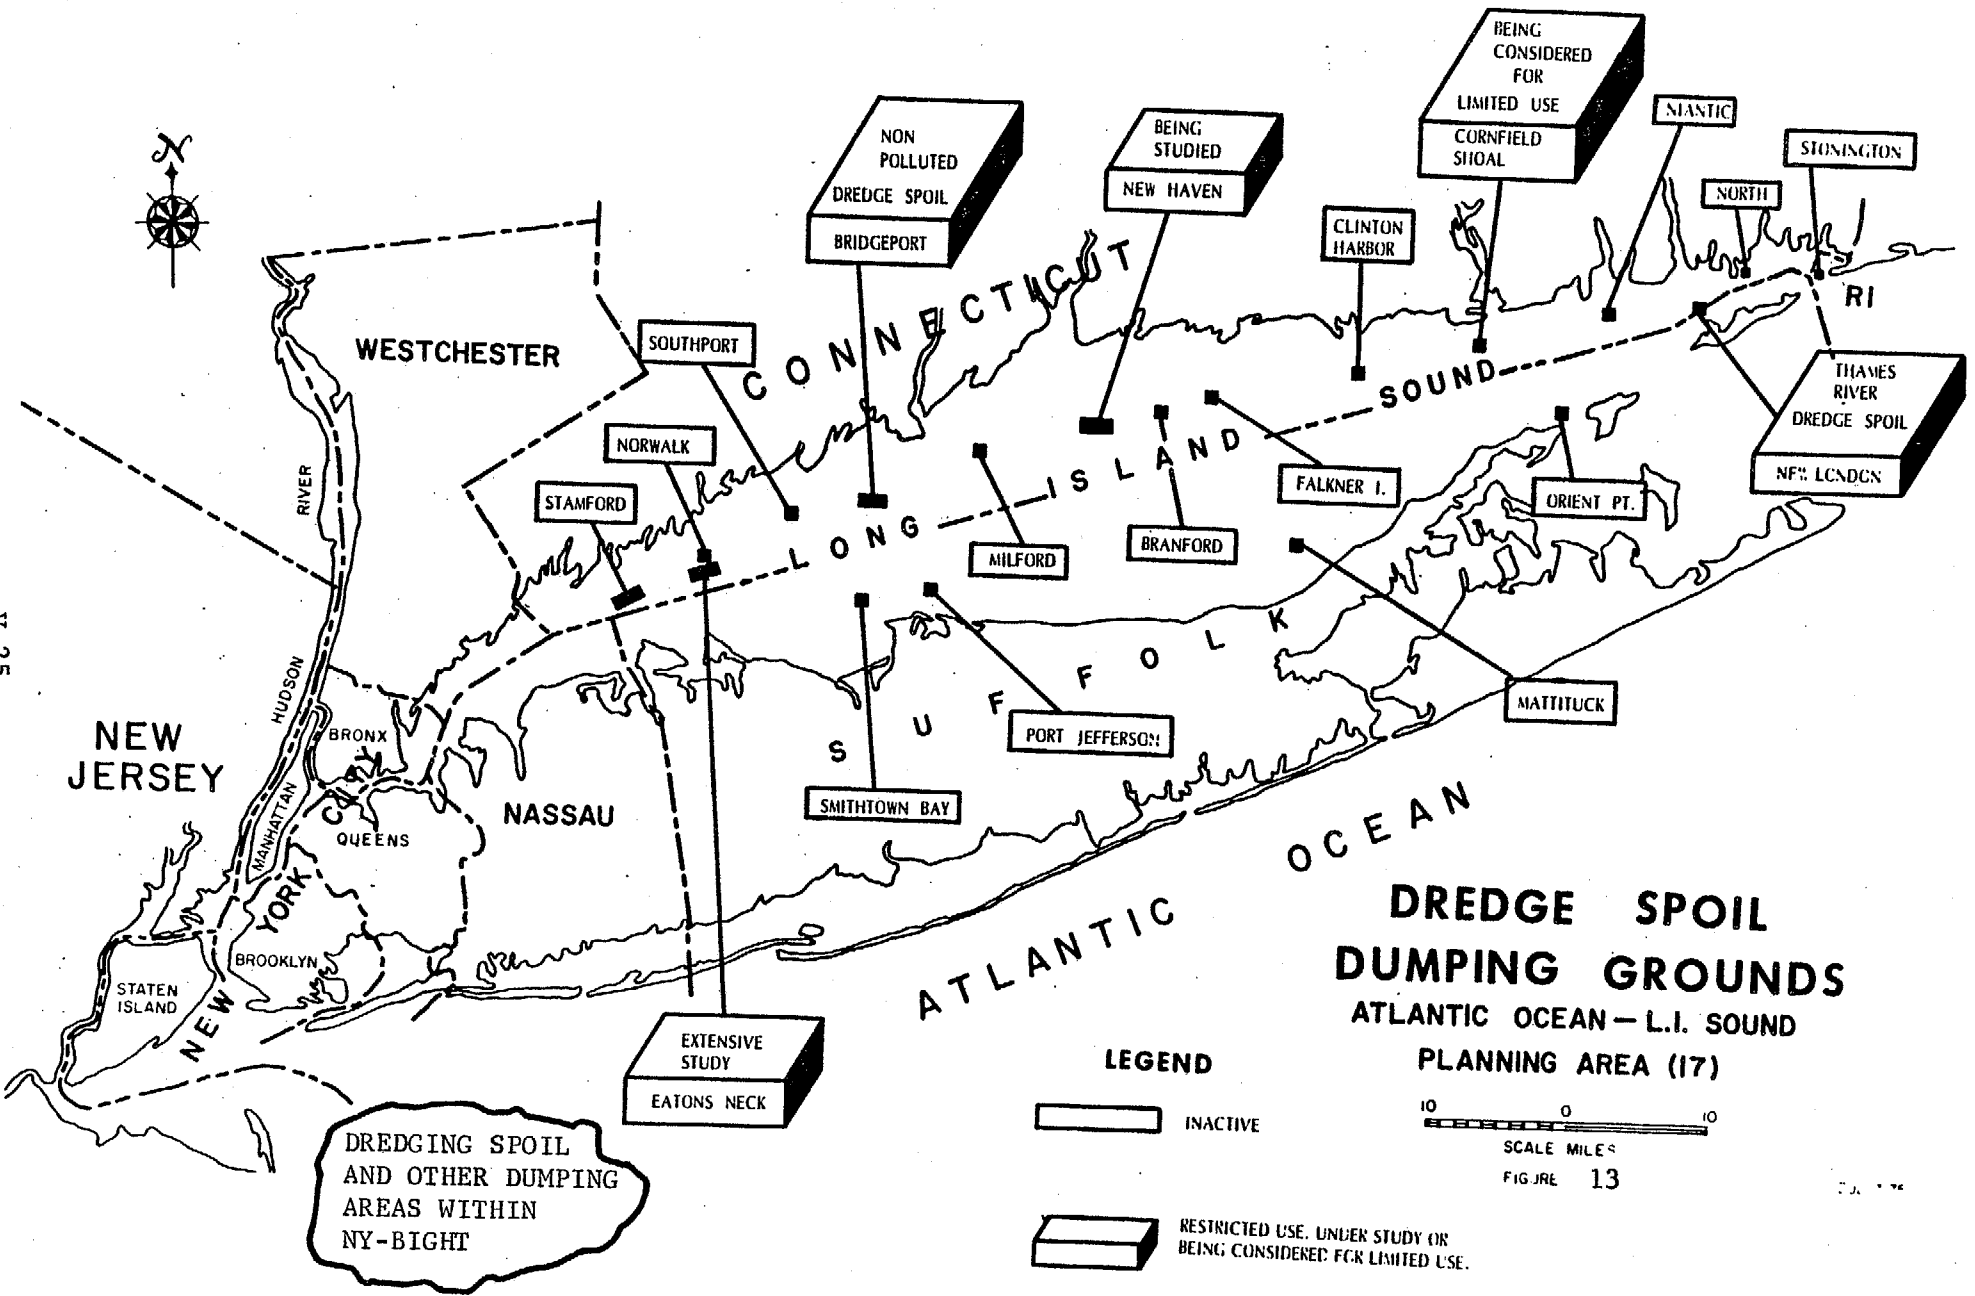 BEING
CONSIDERED
FOR
LIMITED USE
CORNFIELD
SHOAL
NIANTIC
STONINGTON
NORTH
NON
POLLUTED
DREDGE SPOIL
BRIDGEPORT
BEING
STUDIED
NEW HAVEN
CLINTON
HARBOR
N
CONNECTICUT
RI
WESTCHESTER
SOUTHPORT
NORWALK
STAMFORD
THAMES
RIVER
DREDGE SPOIL
NEW LONDON
LONG ISLAND SOUND
FALKNER I.
ORIENT PT.
MILFORD
BRANFORD
HUDSON RIVER
SUFFOLK
MATTITUCK
PORT JEFFERSON
SMITHTOWN BAY
NEW
JERSEY
BRONX
MANHATTAN
QUEENS
NASSAU
NEW YORK CITY
BROOKLYN
STATEN
ISLAND
ATLANTIC OCEAN
EXTENSIVE
STUDY
EATONS NECK
DREDGING SPOIL
AND OTHER DUMPING
AREAS WITHIN
NY-BIGHT
DREDGE SPOIL
DUMPING GROUNDS
ATLANTIC OCEAN — L.I. SOUND
PLANNING AREA (17)
LEGEND
INACTIVE
RESTRICTED USE, UNDER STUDY OR
BEING CONSIDERED FOR LIMITED USE.
10 0 10
SCALE MILES
FIGURE 13